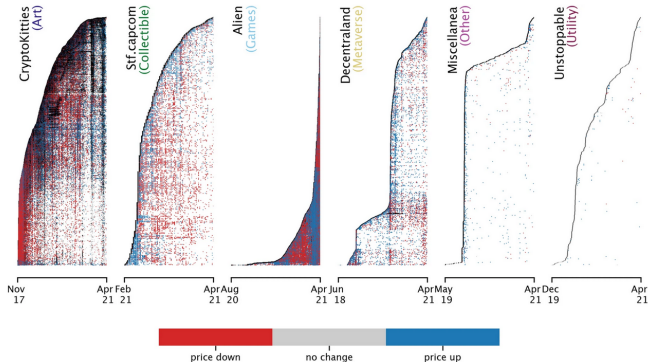 CryptoKitties
(Art)
Stf.capcom
(Collectible)
Alien
(Games)
Decentraland
(Metaverse)
Miscellanea
(Other)
Unstoppable
(Utility)
Nov
17
Apr
21
Feb
21
Apr
21
Aug
20
Apr
21
Jun
18
Apr
21
May
19
Apr
21
Dec
19
Apr
21
price down
no change
price up